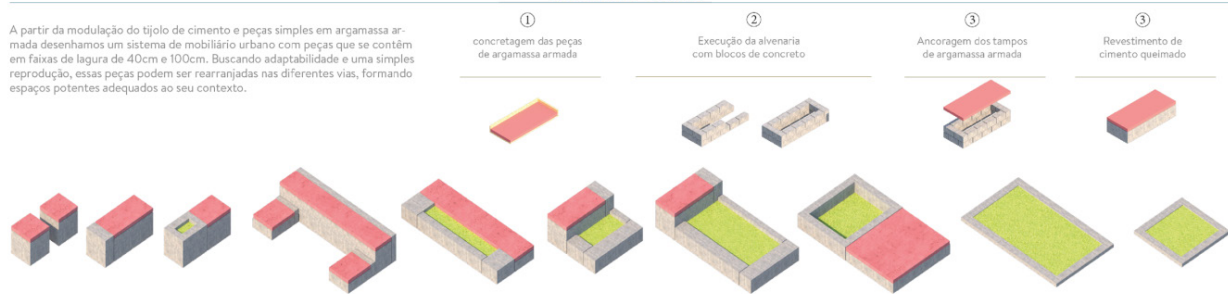 A partir da modulação do tijolo de cimento e peças simples em argamassa ar-
mada desenhamos um sistema de mobiliário urbano com peças que se contêm
em faixas de lagura de 40cm e 100cm. Buscando adaptabilidade e uma simples
reprodução, essas peças podem ser rearranjadas nas diferentes vias, formando
espaços potentes adequados ao seu contexto.
①
concretagem das peças
de argamassa armada
②
Execução da alvenaria
com blocos de concreto
③
Ancoragem dos tampos
de argamassa armada
③
Revestimento de
cimento queimado